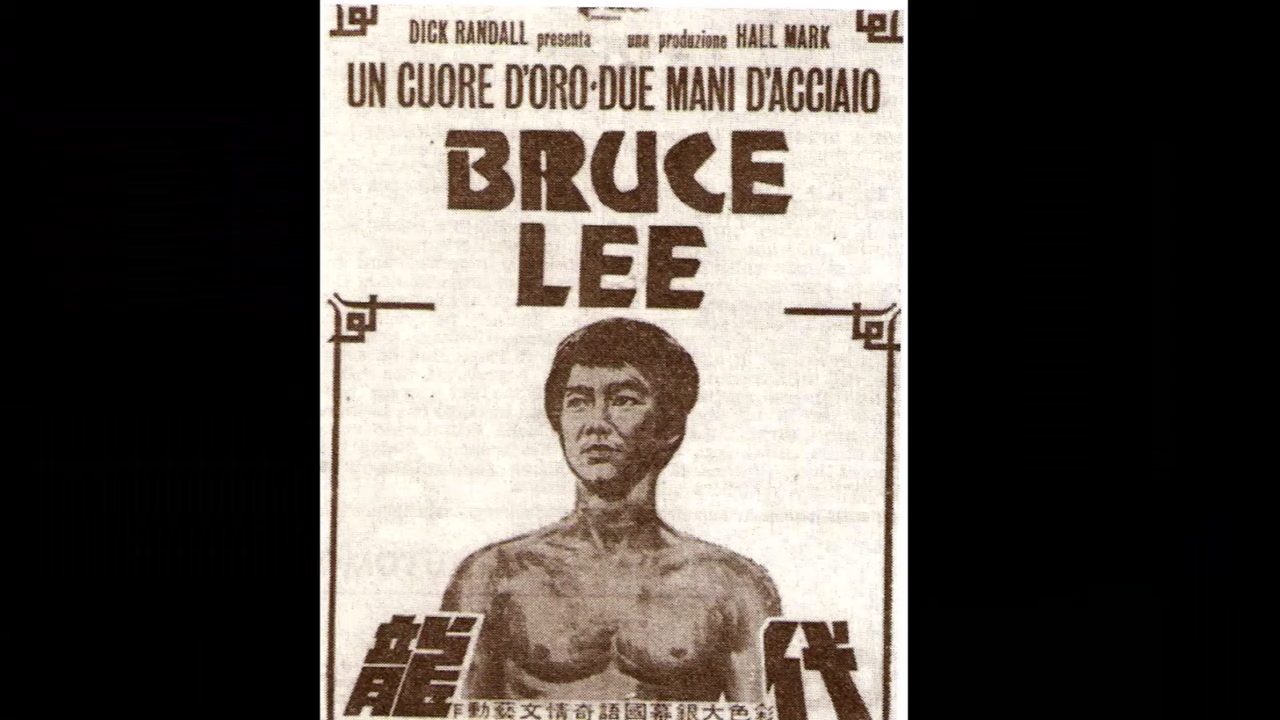 DICK RANDALL presenta una produzione HALL MARK
UN CUORE D'ORO·DUE MANI D'ACCIAIO
BRUCE
LEE
龍 代
作動藝文情奇語國幕銀大色彩